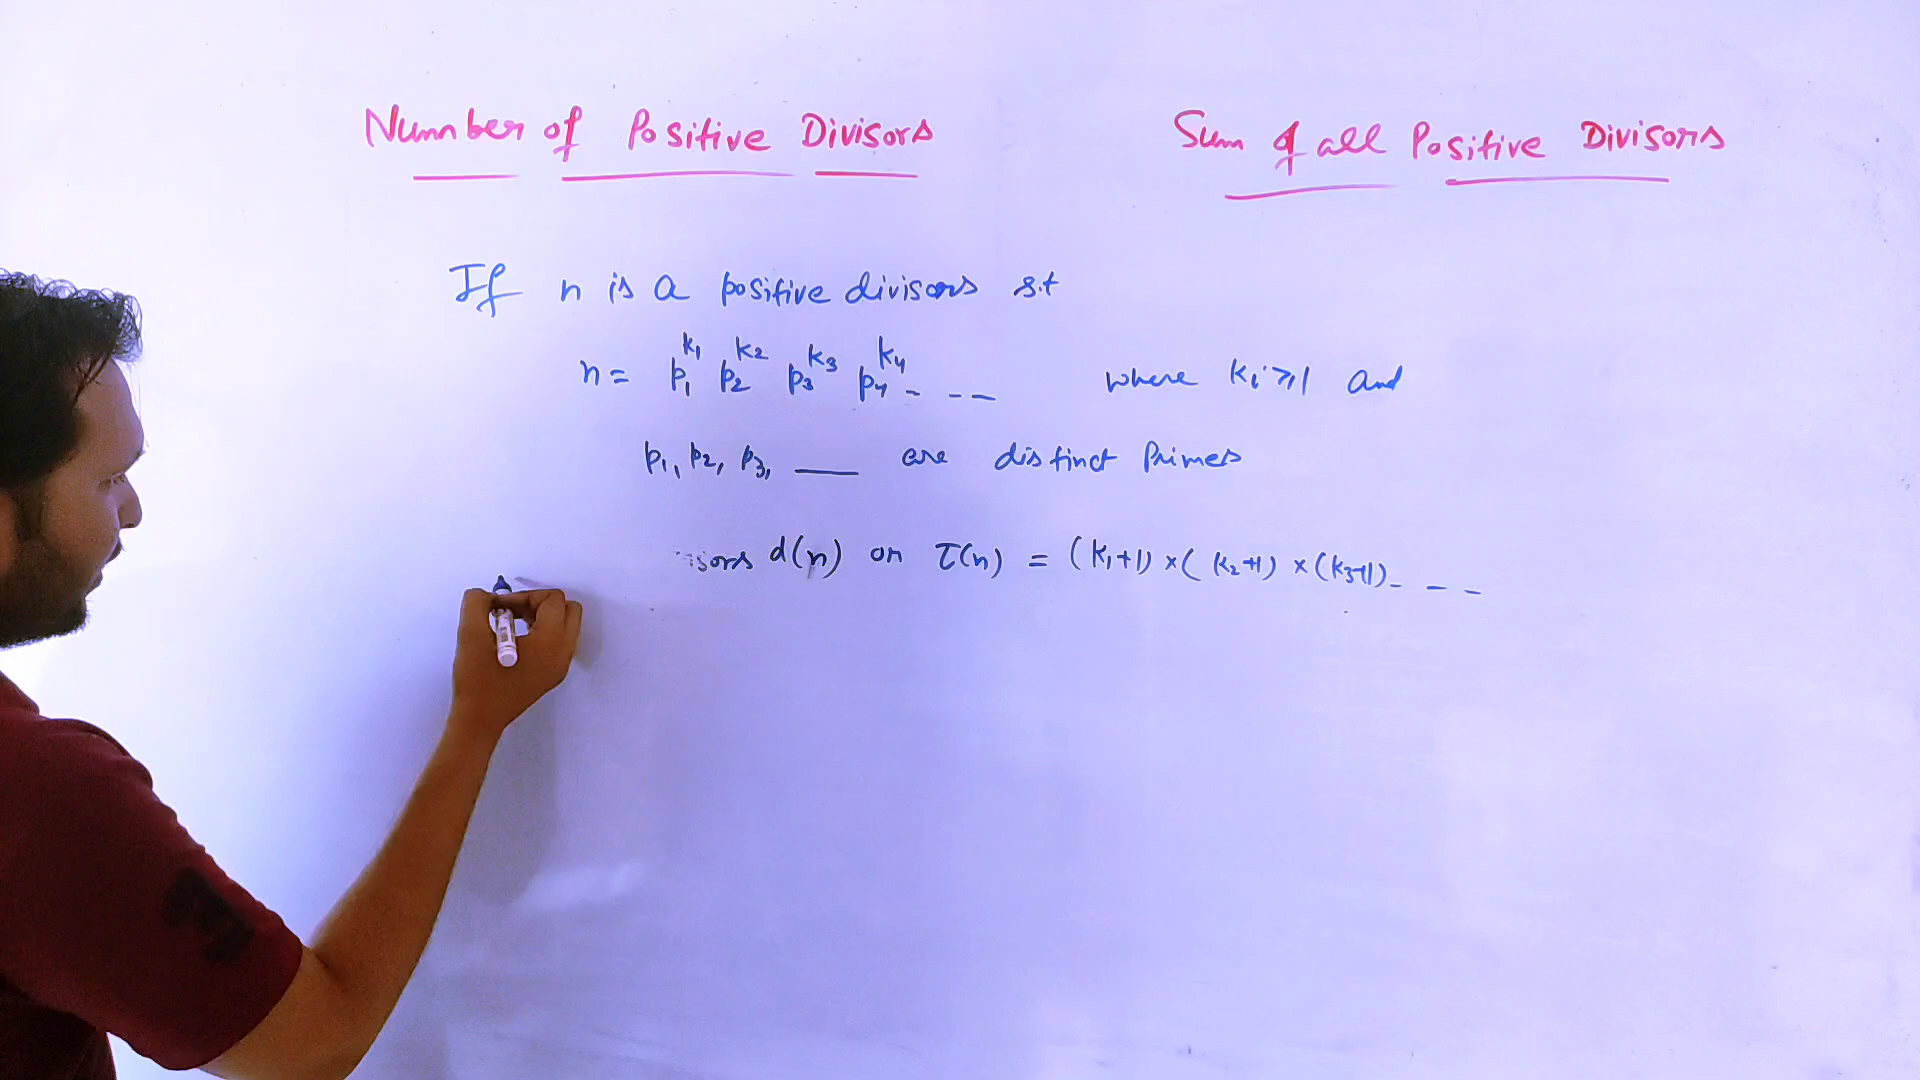 Number of Positive Divisors
Sum of all Positive Divisors
If n is a positive divisors s.t
n = p₁^k₁ p₂^k₂ p₃^k₃ p₄^k₄ - -- where kᵢ ⩾ 1 and
p₁, p₂, p₃, ___ are distinct Primes
d(n) or τ(n) = (k₁+1) × (k₂+1) × (k₃+1) - - -